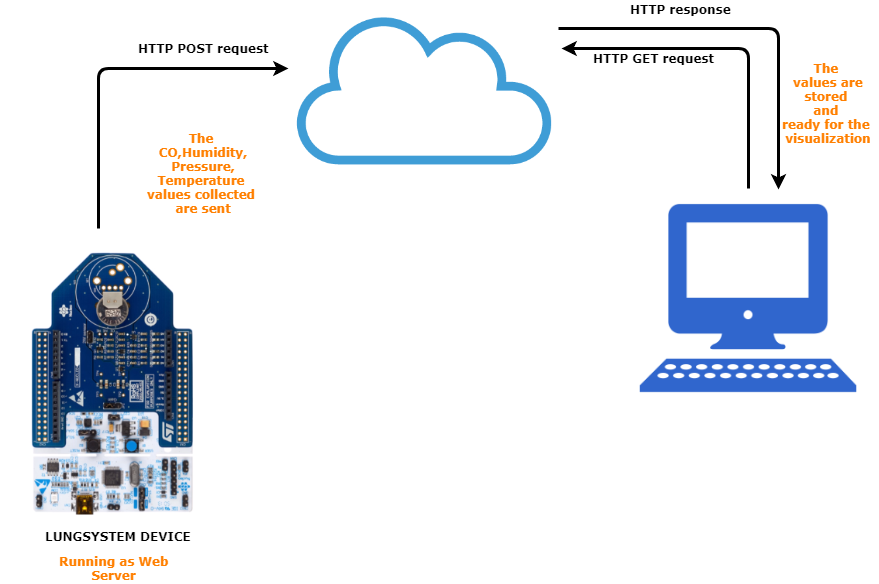 HTTP response
HTTP POST request
HTTP GET request
The
values are
stored
and
ready for the
visualization
The
CO,Humidity,
Pressure,
Temperature
values collected
are sent
LUNGSYSTEM DEVICE
Running as Web
Server